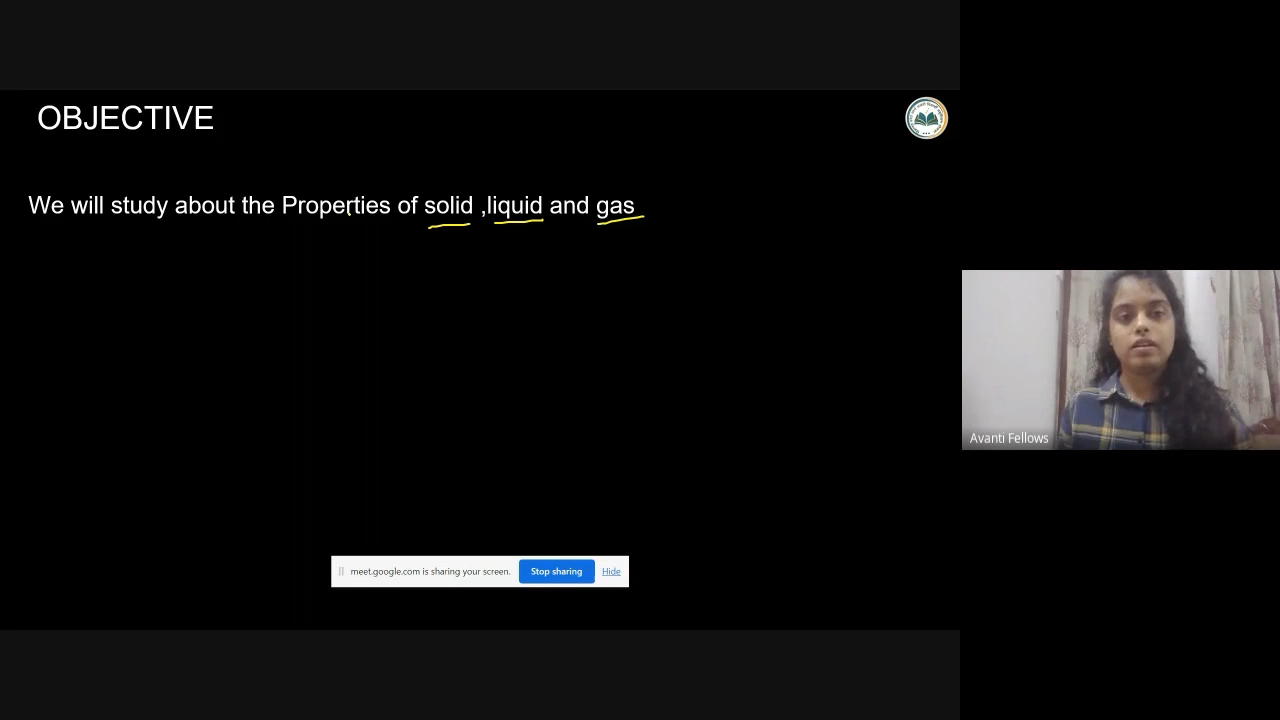 OBJECTIVE
We will study about the Properties of solid ,liquid and gas
Avanti Fellows
meet.google.com is sharing your screen. Stop sharing Hide